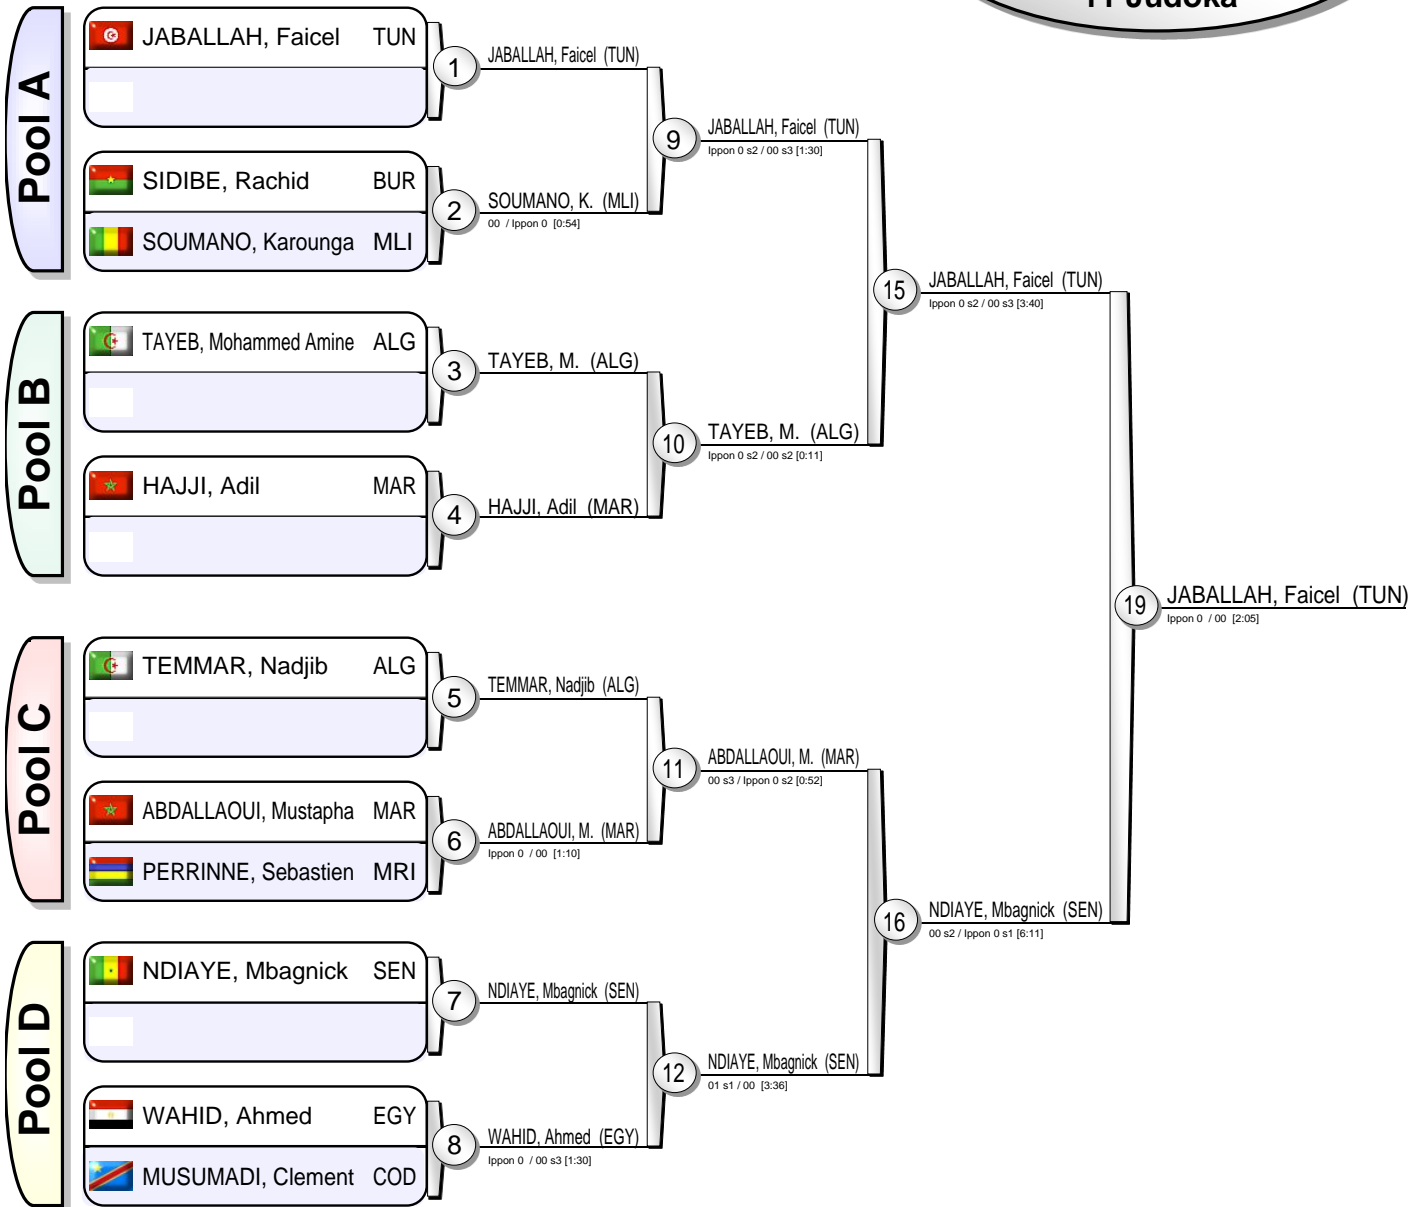 11 Judoka
Pool A
JABALLAH, Faicel TUN
SIDIBE, Rachid BUR
SOUMANO, Karounga MLI
1
JABALLAH, Faicel (TUN)
2
SOUMANO, K. (MLI)
00 / Ippon 0 [0:54]
9
JABALLAH, Faicel (TUN)
Ippon 0 s2 / 00 s3 [1:30]
Pool B
TAYEB, Mohammed Amine ALG
HAJJI, Adil MAR
3
TAYEB, M. (ALG)
4
HAJJI, Adil (MAR)
10
TAYEB, M. (ALG)
Ippon 0 s2 / 00 s2 [0:11]
15
JABALLAH, Faicel (TUN)
Ippon 0 s2 / 00 s3 [3:40]
Pool C
TEMMAR, Nadjib ALG
ABDALLAOUI, Mustapha MAR
PERRINNE, Sebastien MRI
5
TEMMAR, Nadjib (ALG)
6
ABDALLAOUI, M. (MAR)
Ippon 0 / 00 [1:10]
11
ABDALLAOUI, M. (MAR)
00 s3 / Ippon 0 s2 [0:52]
Pool D
NDIAYE, Mbagnick SEN
WAHID, Ahmed EGY
MUSUMADI, Clement COD
7
NDIAYE, Mbagnick (SEN)
8
WAHID, Ahmed (EGY)
Ippon 0 / 00 s3 [1:30]
12
NDIAYE, Mbagnick (SEN)
01 s1 / 00 [3:36]
16
NDIAYE, Mbagnick (SEN)
00 s2 / Ippon 0 s1 [6:11]
19
JABALLAH, Faicel (TUN)
Ippon 0 / 00 [2:05]